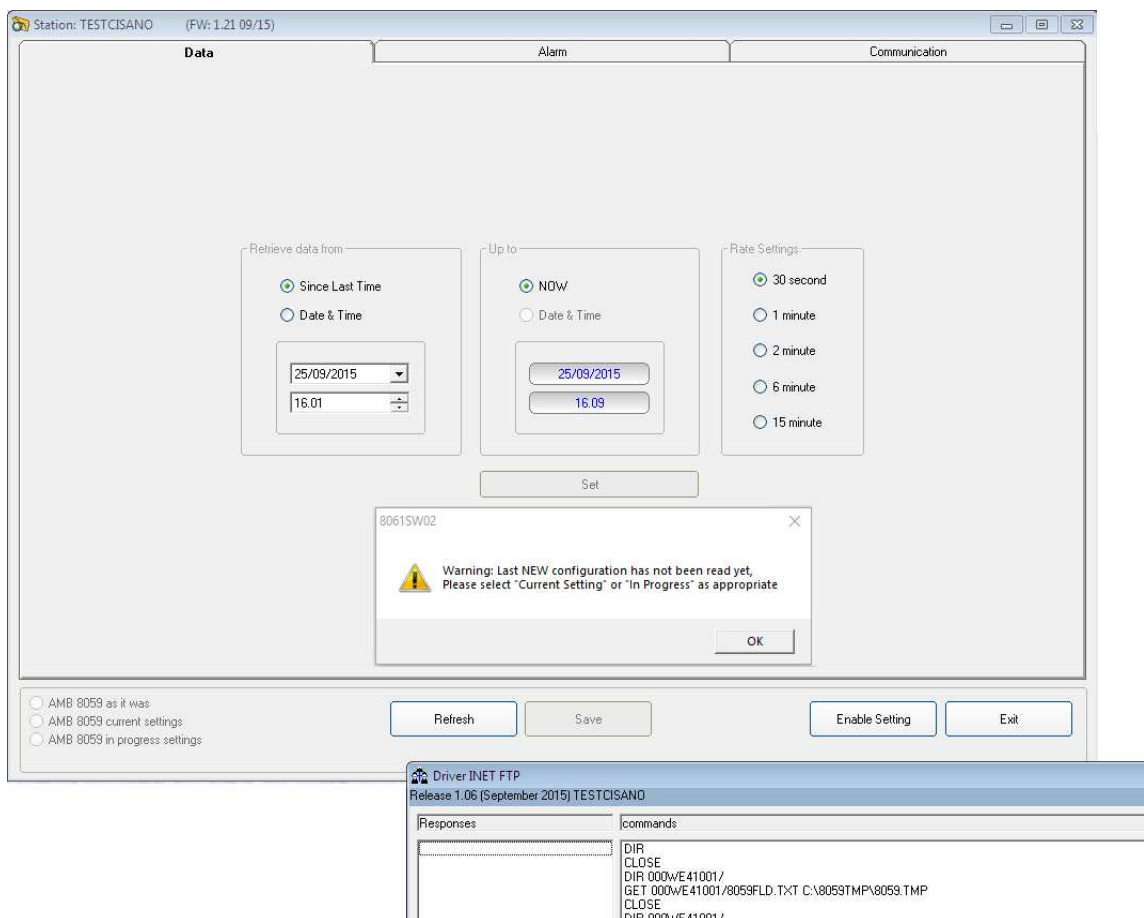 Station: TESTCISANO (FW: 1.21 09/15)
Data Alarm Communication
Retrieve data from
Since Last Time
Date & Time
25/09/2015
16.01
Up to
NOW
Date & Time
25/09/2015
16.09
Rate Settings
30 second
1 minute
2 minute
6 minute
15 minute
Set
8061SW02
Warning: Last NEW configuration has not been read yet,
Please select "Current Setting" or "In Progress" as appropriate
OK
AMB 8059 as it was
AMB 8059 current settings
AMB 8059 in progress settings
Refresh Save Enable Setting Exit
Driver INET FTP
Release 1.06 (September 2015) TESTCISANO
Responses commands
DIR
CLOSE
DIR 000WE41001/
GET 000WE41001/8059FLD.TXT C:\8059TMP\8059.TMP
CLOSE
DIR 000WE41001/